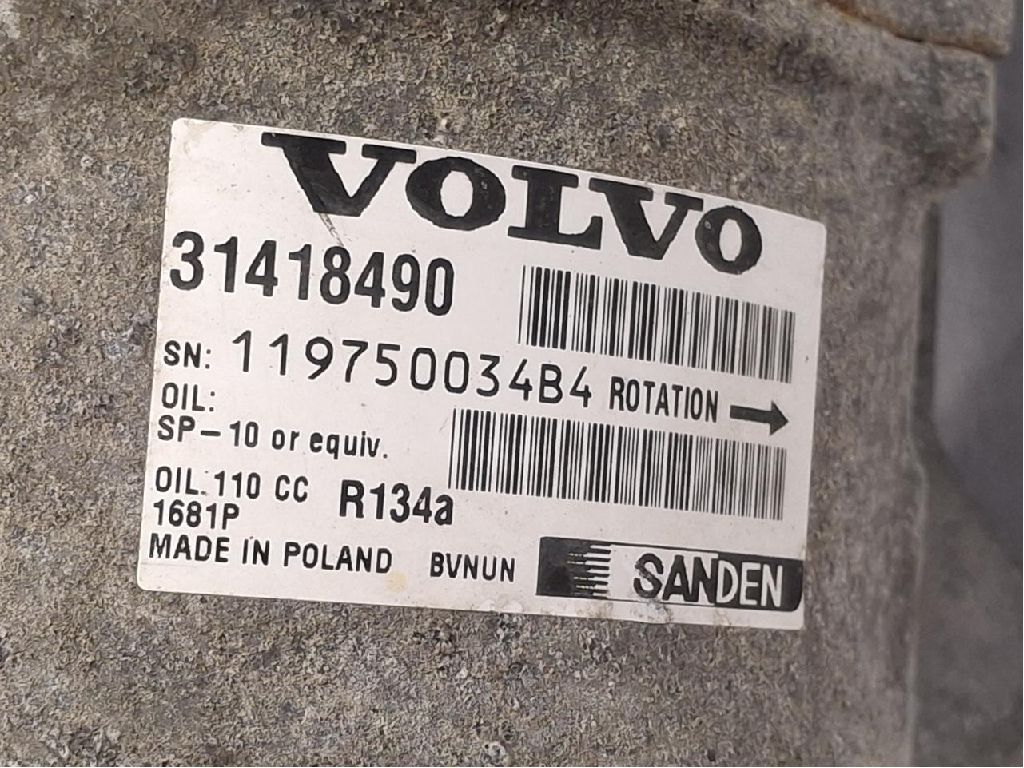 VOLVO
31418490
SN: 119750034B4 ROTATION
OIL:
SP-10 or equiv.
OIL: 110 CC R134a
1681P
MADE IN POLAND BVNUN SANDEN